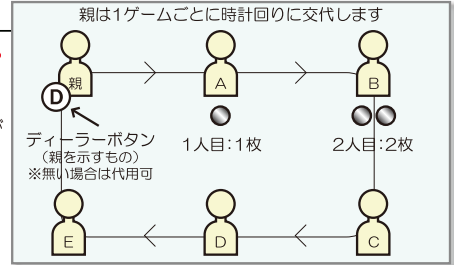 親は1ゲームごとに時計回りに交代します
親
A
B
D
ディーラーボタン
(親を示すもの)
※無い場合は代用可
1人目:1枚
2人目:2枚
E
D
C
が